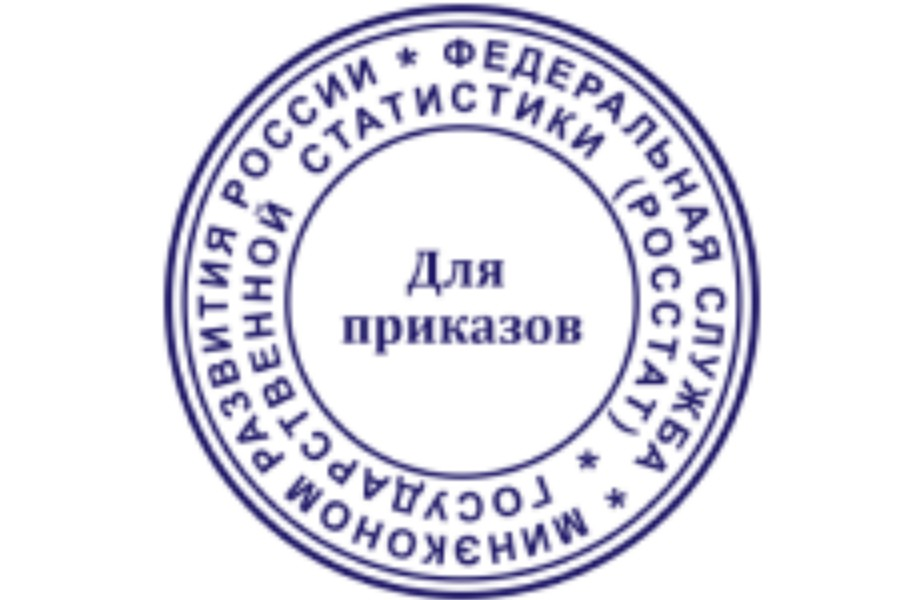 МИНЭКОНОМ РАЗВИТИЯ РОССИИ * ФЕДЕРАЛЬНАЯ СЛУЖБА *
ГОСУДАРСТВЕННОЙ СТАТИСТИКИ (РОССТАТ) *
Для
приказов